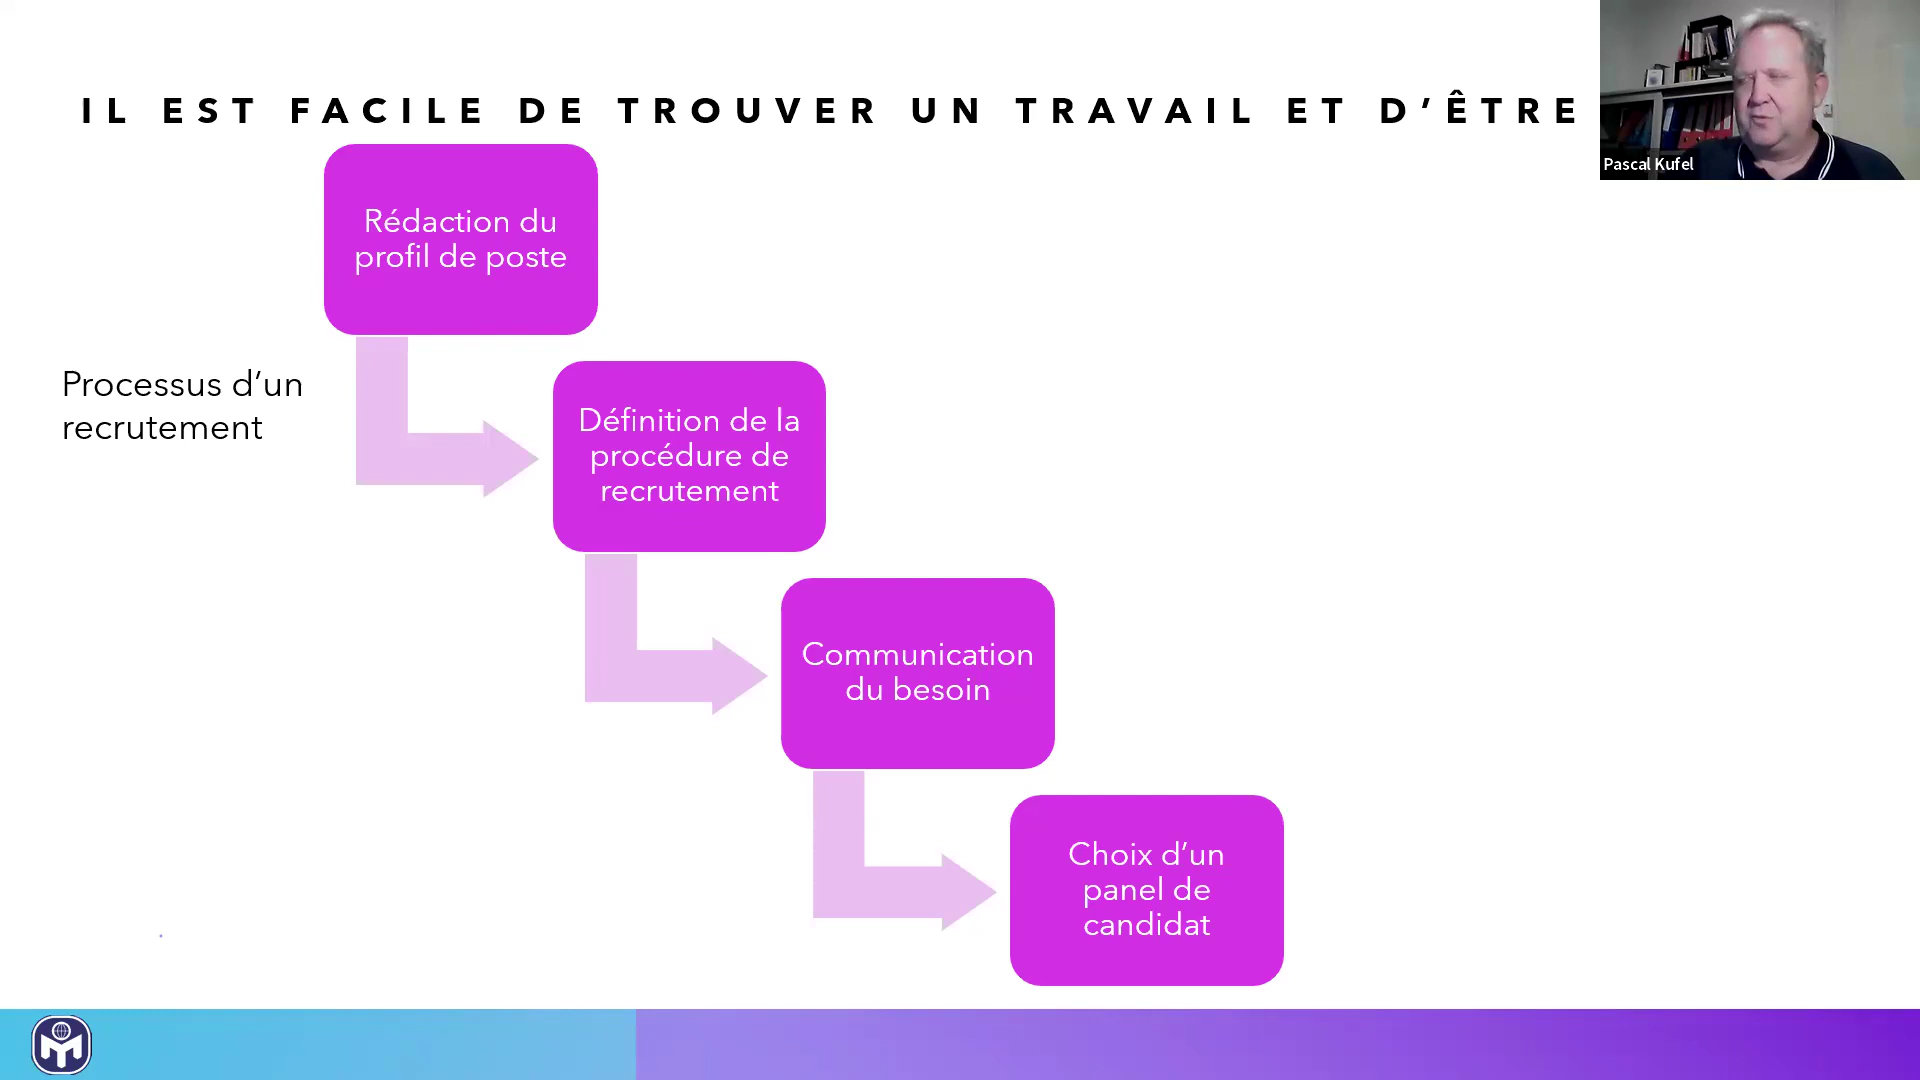 IL EST FACILE DE TROUVER UN TRAVAIL ET D’ÊTRE
Pascal Kufel
Rédaction du
profil de poste
Processus d’un
recrutement
Définition de la
procédure de
recrutement
Communication
du besoin
Choix d’un
panel de
candidat